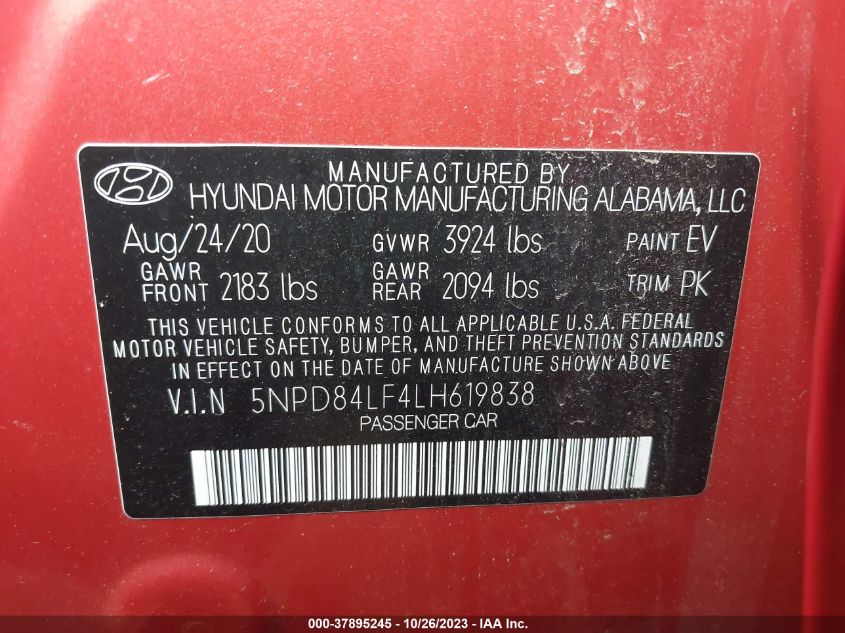 MANUFACTURED BY
HYUNDAI MOTOR MANUFACTURING ALABAMA, LLC
Aug/24/20 GVWR 3924 lbs PAINT EV
GAWR FRONT 2183 lbs GAWR REAR 2094 lbs TRIM PK
THIS VEHICLE CONFORMS TO ALL APPLICABLE U.S.A. FEDERAL
MOTOR VEHICLE SAFETY, BUMPER, AND THEFT PREVENTION STANDARDS
IN EFFECT ON THE DATE OF MANUFACTURE SHOWN ABOVE
V.I.N 5NPD84LF4LH619838
PASSENGER CAR
000-37895245 - 10/26/2023 - IAA Inc.